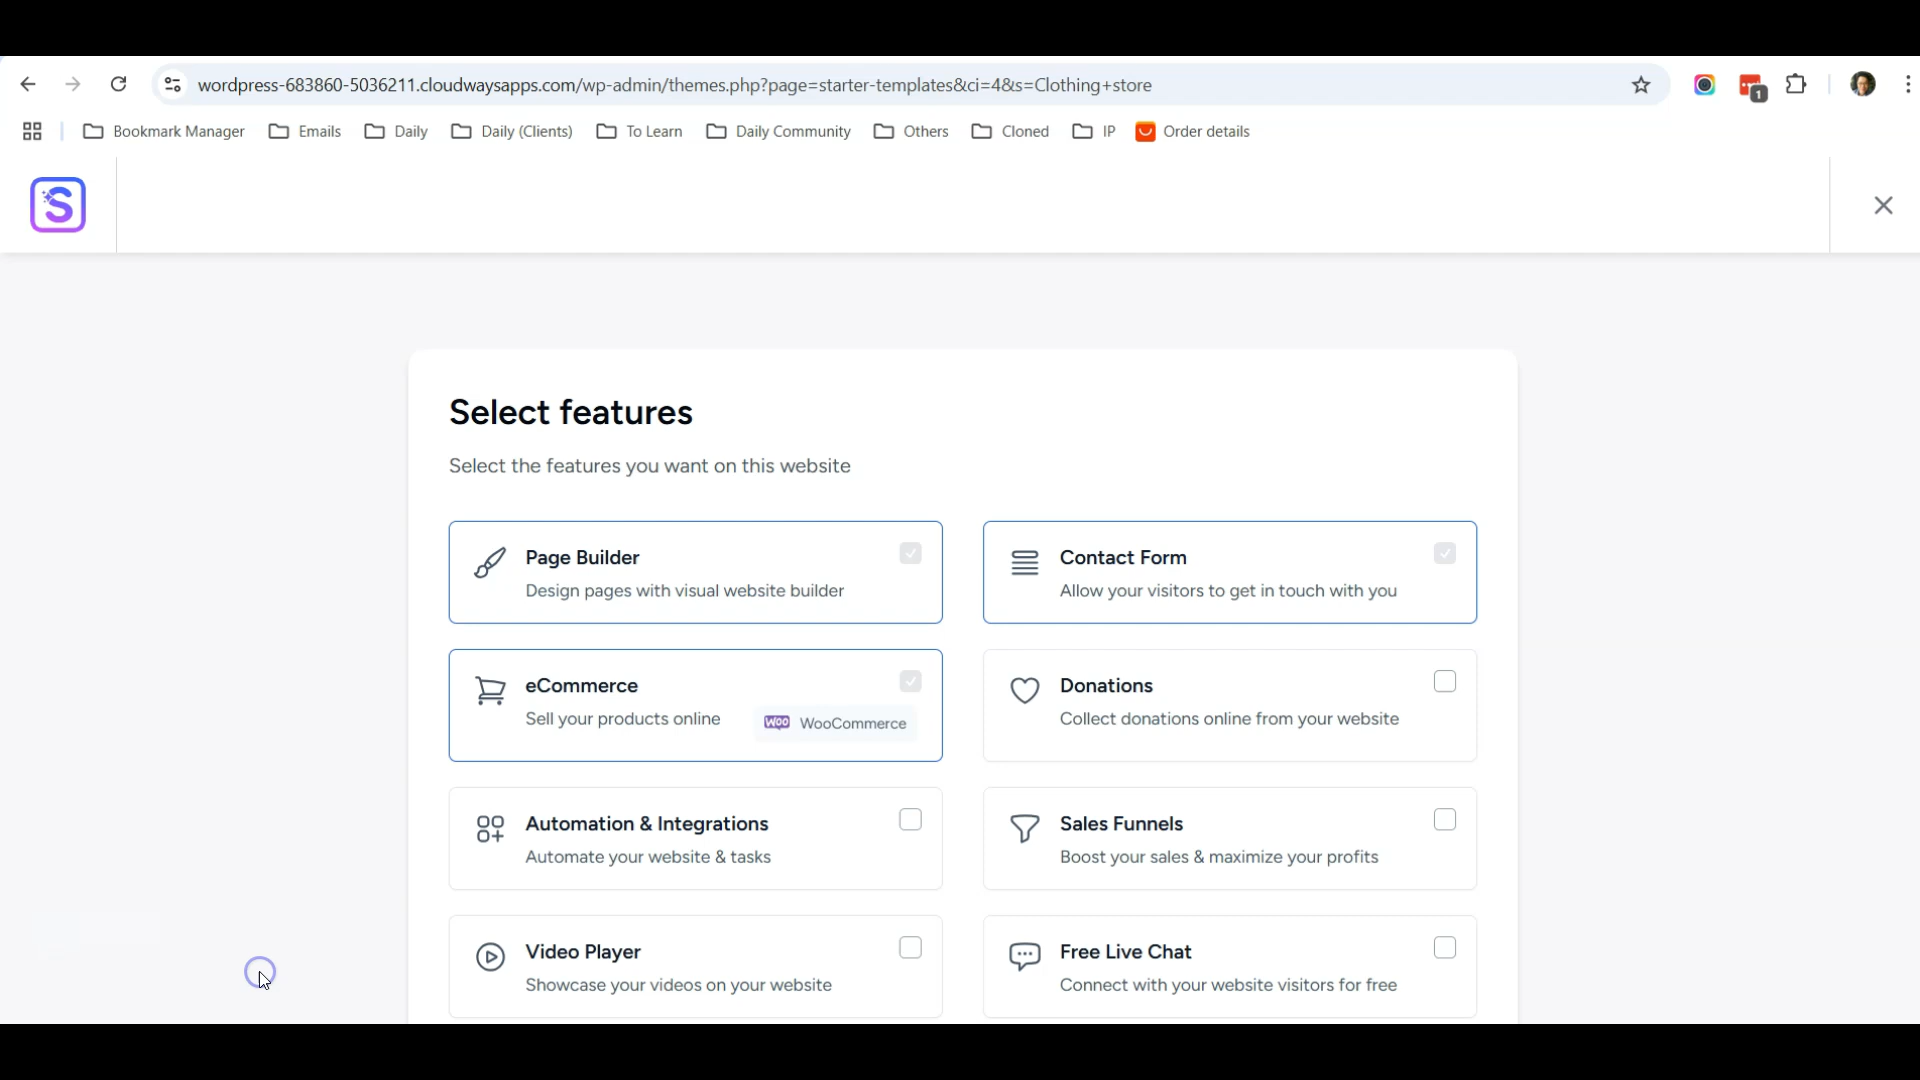 wordpress-683860-5036211.cloudwaysapps.com/wp-admin/themes.php?page=starter-templates&ci=4&s=Clothing+store
1
Bookmark Manager Emails Daily Daily (Clients) To Learn Daily Community Others Cloned IP Order details
S
Select features
Select the features you want on this website
Page Builder
Design pages with visual website builder
Contact Form
Allow your visitors to get in touch with you
eCommerce
Sell your products online
Woo WooCommerce
Donations
Collect donations online from your website
Automation & Integrations
Automate your website & tasks
Sales Funnels
Boost your sales & maximize your profits
Video Player
Showcase your videos on your website
Free Live Chat
Connect with your website visitors for free